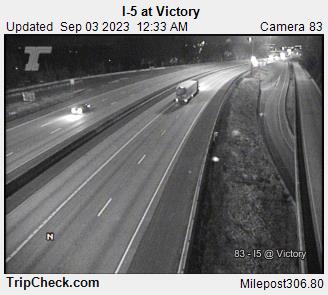 I-5 at Victory
Updated Sep 03 2023 12:33 AM Camera 83
T
N
83 - I5 @ Victory
TripCheck.com Milepost306.80